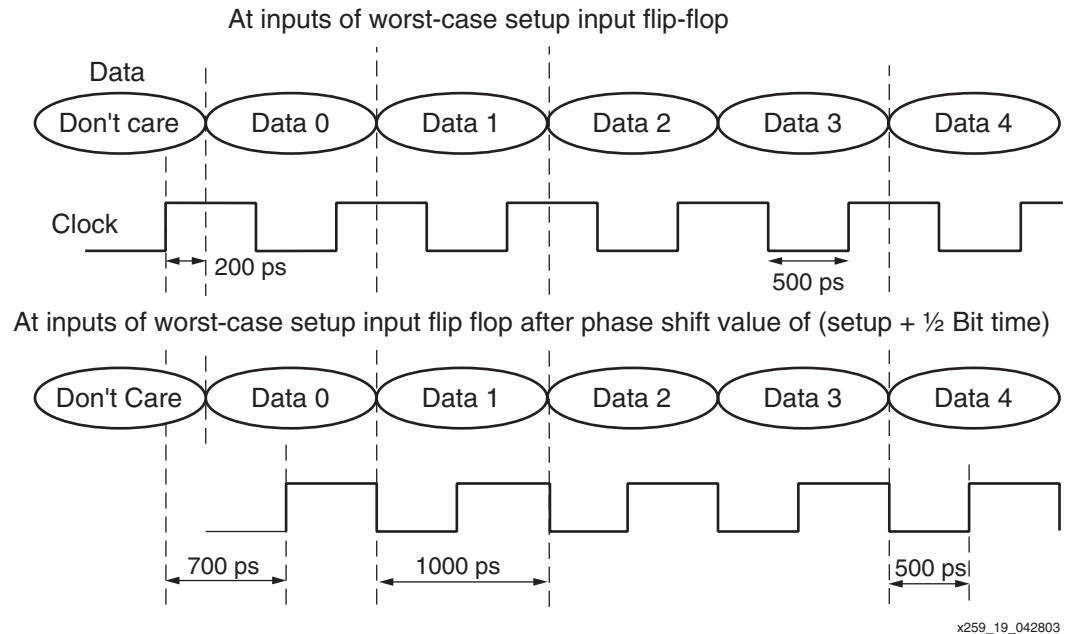 At inputs of worst-case setup input flip-flop
Data
Don't care Data 0 Data 1 Data 2 Data 3 Data 4
Clock
200 ps
500 ps
At inputs of worst-case setup input flip flop after phase shift value of (setup + ½ Bit time)
Don't Care Data 0 Data 1 Data 2 Data 3 Data 4
700 ps 1000 ps 500 ps
x259_19_042803